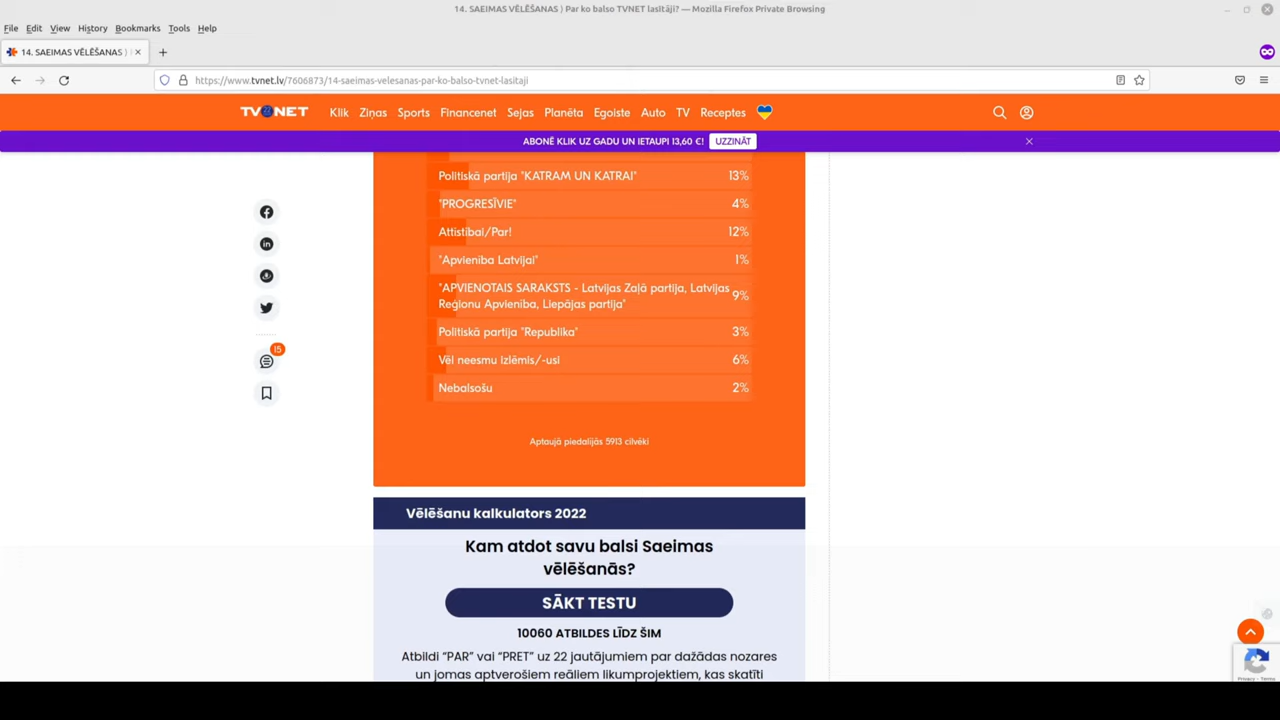 14. SAEIMAS VĒLĒŠANAS ⟩ Par ko balso TVNET lasītāji? — Mozilla Firefox Private Browsing
File Edit View History Bookmarks Tools Help
14. SAEIMAS VĒLĒŠANAS ⟩
https://www.tvnet.lv/7606873/14-saeimas-velesanas-par-ko-balso-tvnet-lasitaji
TVNET Klik Ziņas Sports Financenet Sejas Planēta Egoiste Auto TV Receptes
ABONĒ KLIK UZ GADU UN IETAUPI 13,60 €! UZZINĀT
Politiskā partija "KATRAM UN KATRAI" 13%
"PROGRESĪVIE" 4%
Attīstībai/Par! 12%
"Apvienība Latvijai" 1%
"APVIENOTAIS SARAKSTS - Latvijas Zaļā partija, Latvijas
Reģionu Apvienība, Liepājas partija" 9%
Politiskā partija "Republika" 3%
15
Vēl neesmu izlēmis/-usi 6%
Nebalsošu 2%
Aptaujā piedalījās 5913 cilvēki
Vēlēšanu kalkulators 2022
Kam atdot savu balsi Saeimas
vēlēšanās?
SĀKT TESTU
10060 ATBILDES LĪDZ ŠIM
Atbildi “PAR” vai “PRET” uz 22 jautājumiem par dažādas nozares
un jomas aptverošiem reāliem likumprojektiem, kas skatīti
Privacy - Terms